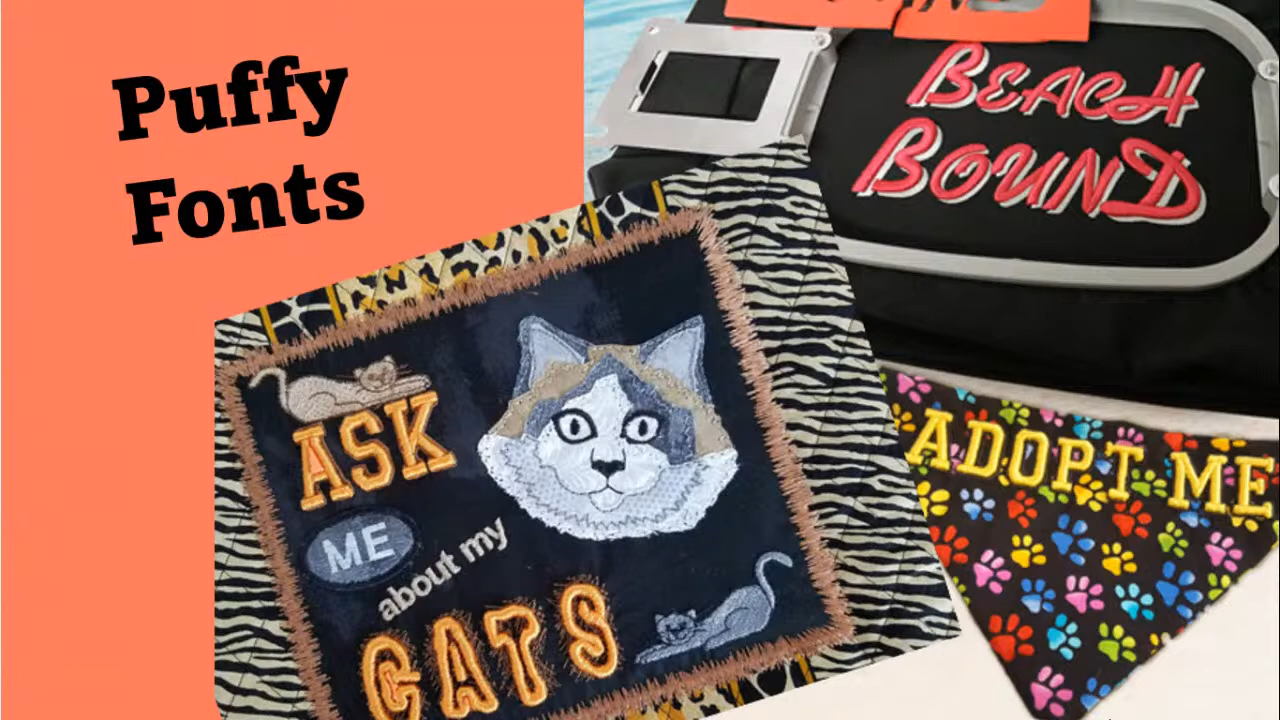 Puffy
Fonts
BEACH
BOUND
ASK
ME
about my
CATS
ADOPT ME